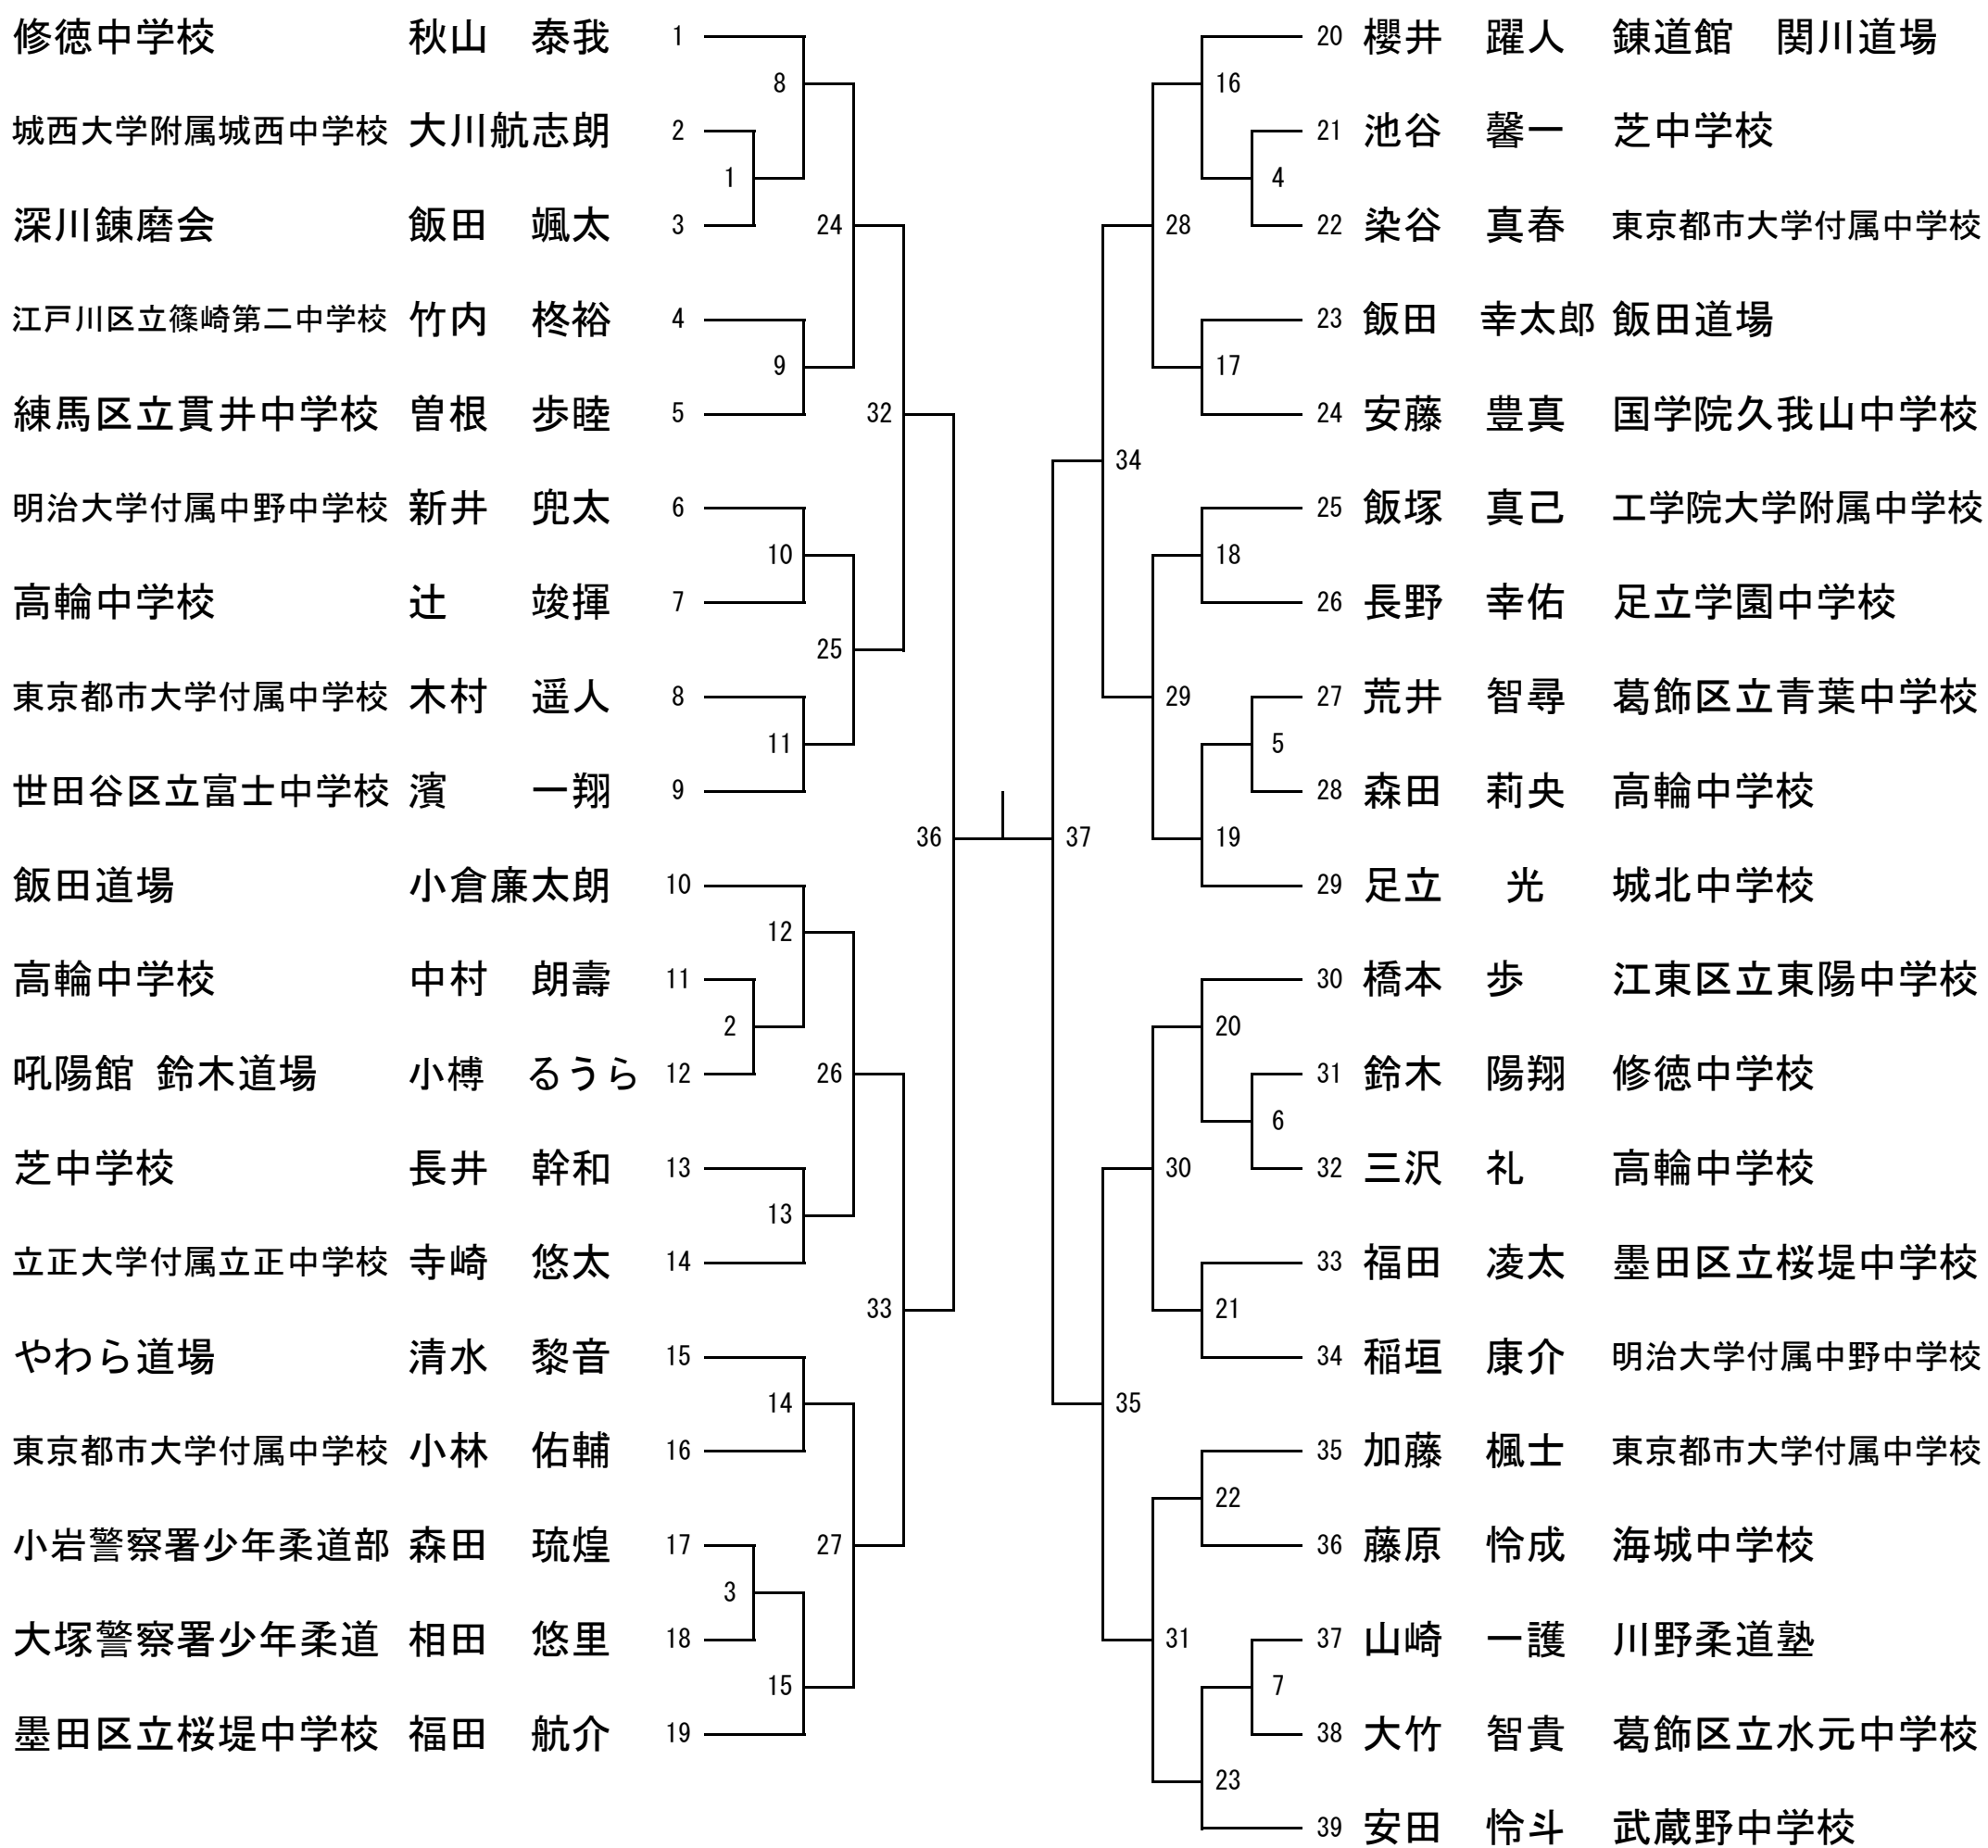 修徳中学校 秋山 泰我 1
8
城西大学附属城西中学校 大川航志朗 2
1
深川錬磨会 飯田 颯太 3
24
江戸川区立篠崎第二中学校 竹内 柊裕 4
9
練馬区立貫井中学校 曽根 歩睦 5
32
明治大学付属中野中学校 新井 兜太 6
10
高輪中学校 辻 竣揮 7
25
東京都市大学付属中学校 木村 遥人 8
11
世田谷区立富士中学校 濱 一翔 9
36
飯田道場 小倉廉太朗 10
12
高輪中学校 中村 朗壽 11
2
吼陽館 鈴木道場 小榑 るうら 12
26
芝中学校 長井 幹和 13
13
立正大学付属立正中学校 寺崎 悠太 14
33
やわら道場 清水 黎音 15
14
東京都市大学付属中学校 小林 佑輔 16
小岩警察署少年柔道部 森田 琉煌 17
27
3
大塚警察署少年柔道 相田 悠里 18
15
墨田区立桜堤中学校 福田 航介 19
20 櫻井 躍人 錬道館 関川道場
16
21 池谷 馨一 芝中学校
4
22 染谷 真春 東京都市大学付属中学校
28
23 飯田 幸太郎 飯田道場
17
24 安藤 豊真 国学院久我山中学校
34
25 飯塚 真己 工学院大学附属中学校
18
26 長野 幸佑 足立学園中学校
27 荒井 智尋 葛飾区立青葉中学校
29
5
28 森田 莉央 高輪中学校
19
37
29 足立 光 城北中学校
30 橋本 歩 江東区立東陽中学校
20
31 鈴木 陽翔 修徳中学校
6
32 三沢 礼 高輪中学校
30
33 福田 凌太 墨田区立桜堤中学校
21
34 稲垣 康介 明治大学付属中野中学校
35
35 加藤 楓士 東京都市大学付属中学校
22
36 藤原 怜成 海城中学校
37 山崎 一護 川野柔道塾
31
7
38 大竹 智貴 葛飾区立水元中学校
23
39 安田 怜斗 武蔵野中学校